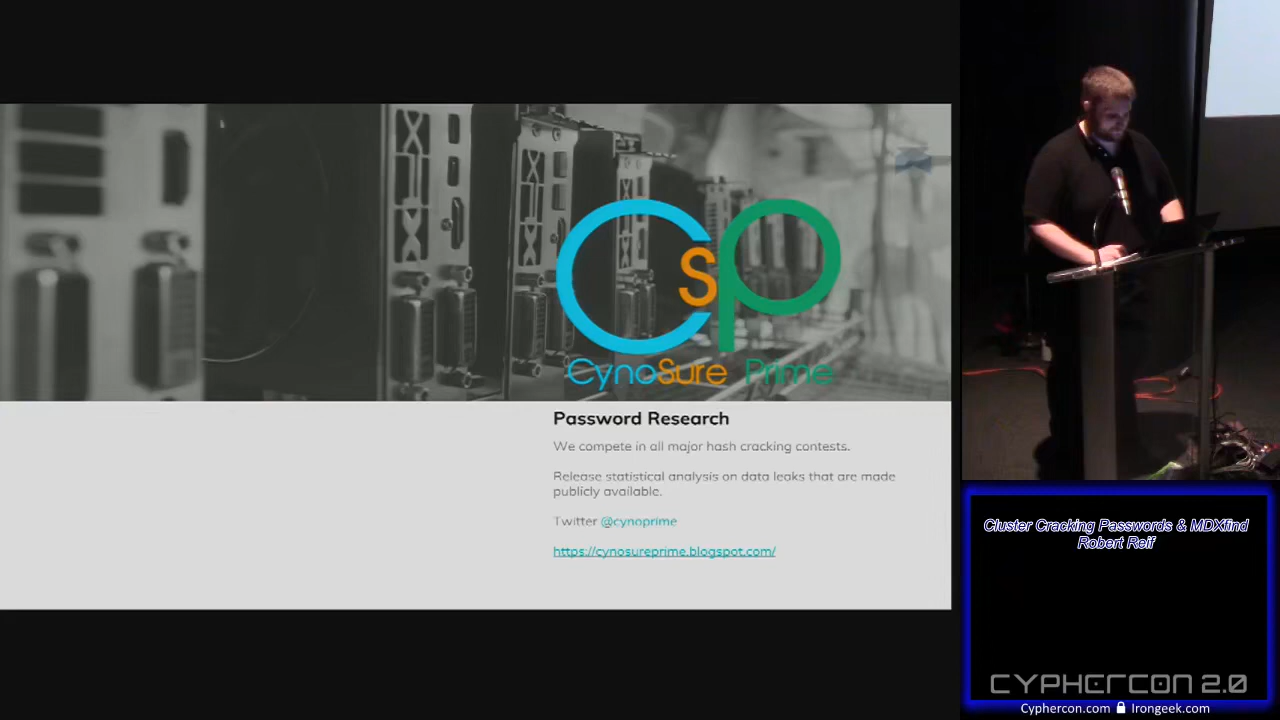 CsP
CynoSure Prime
Password Research
We compete in all major hash cracking contests.
Release statistical analysis on data leaks that are made
publicly available.
Twitter @cynoprime
https://cynosureprime.blogspot.com/
Cluster Cracking Passwords & MDXfind
Robert Reif
CYPHERCON 2.0
Cyphercon.com Irongeek.com